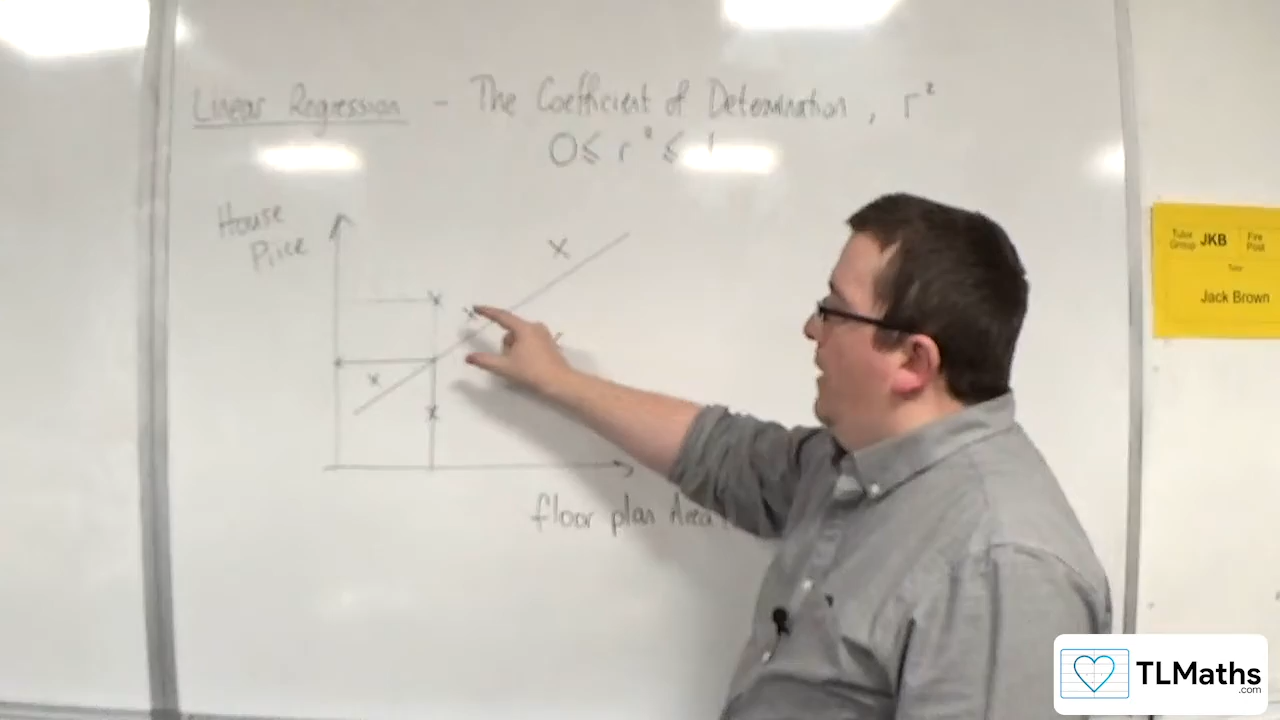 Linear Regression - The Coefficient of Determination, r²
0 ≤ r² ≤ 1
House
Price
floor plan Area
Tutor
Group
JKB
Fire
Post
Tutor
Jack Brown
TLMaths
.com